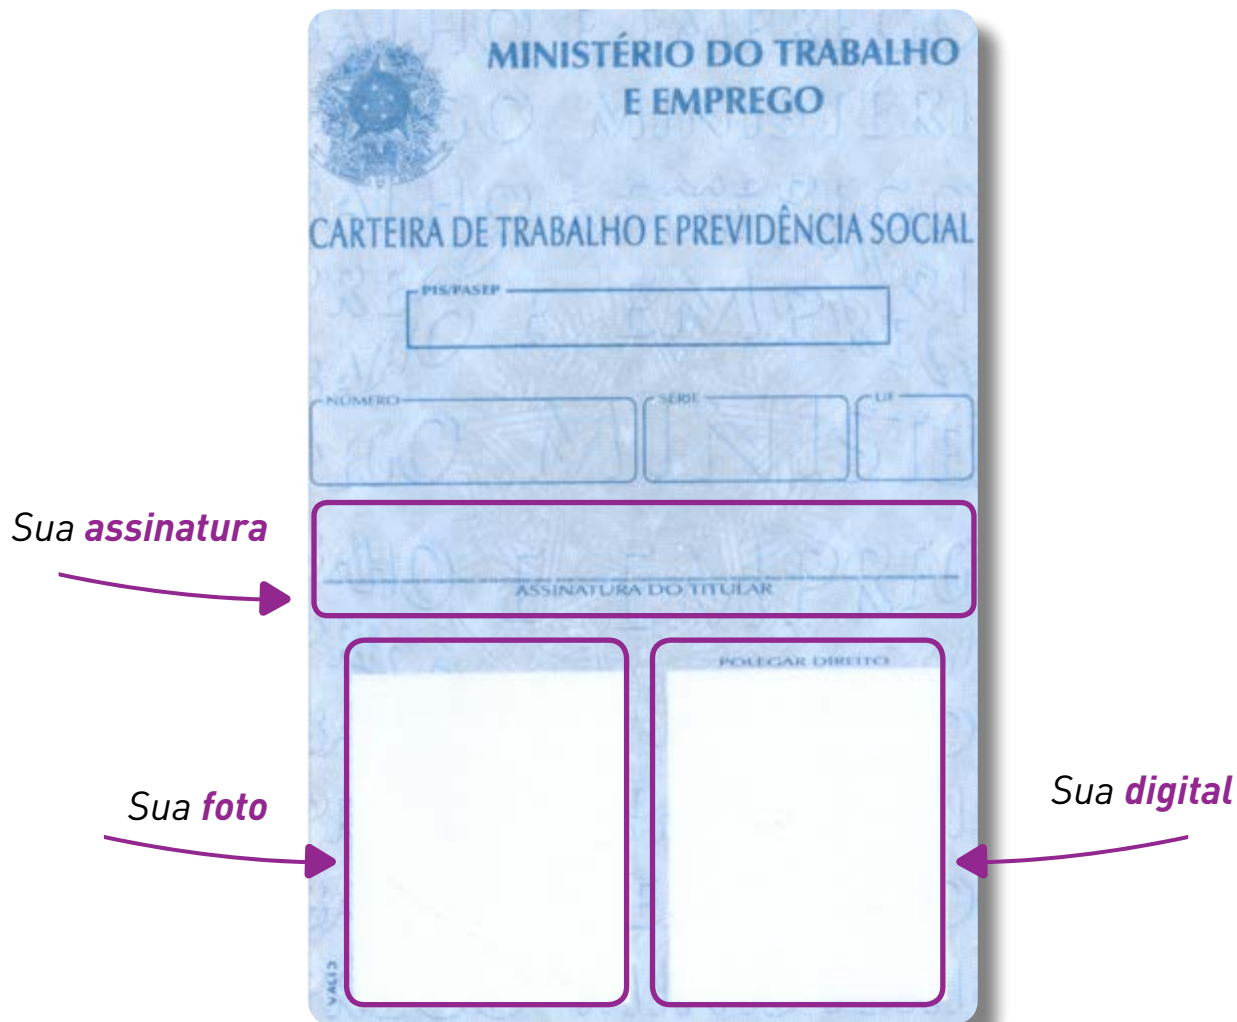 MINISTÉRIO DO TRABALHO
E EMPREGO
CARTEIRA DE TRABALHO E PREVIDÊNCIA SOCIAL
PIS/PASEP
NÚMERO
SÉRIE
UF
Sua assinatura
ASSINATURA DO TITULAR
POLEGAR DIREITO
Sua foto
Sua digital